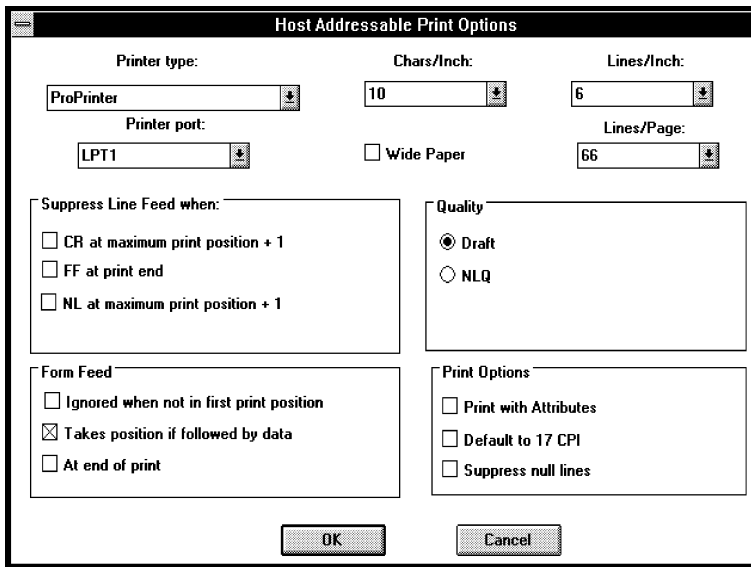 Host Addressable Print Options
Printer type:
Chars/Inch:
Lines/Inch:
ProPrinter
10
6
Printer port:
Lines/Page:
LPT1
Wide Paper
66
Suppress Line Feed when:
CR at maximum print position + 1
FF at print end
NL at maximum print position + 1
Quality
Draft
NLQ
Form Feed
Ignored when not in first print position
Takes position if followed by data
At end of print
Print Options
Print with Attributes
Default to 17 CPI
Suppress null lines
OK
Cancel